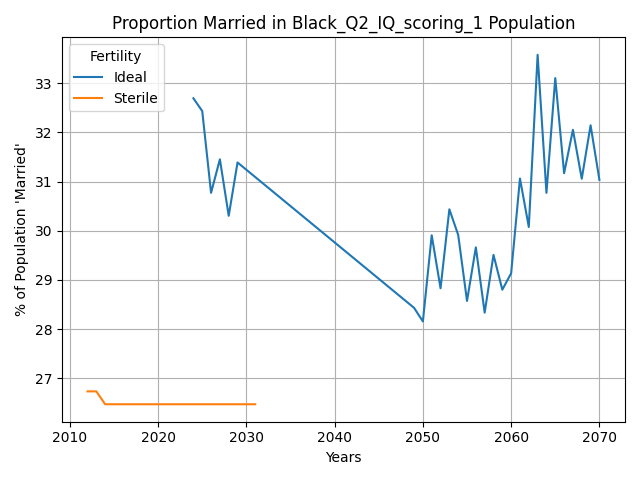 Proportion Married in Black_Q2_IQ_scoring_1 Population
Fertility
Ideal
Sterile
% of Population 'Married'
33
32
31
30
29
28
27
2010
2020
2030
2040
2050
2060
2070
Years